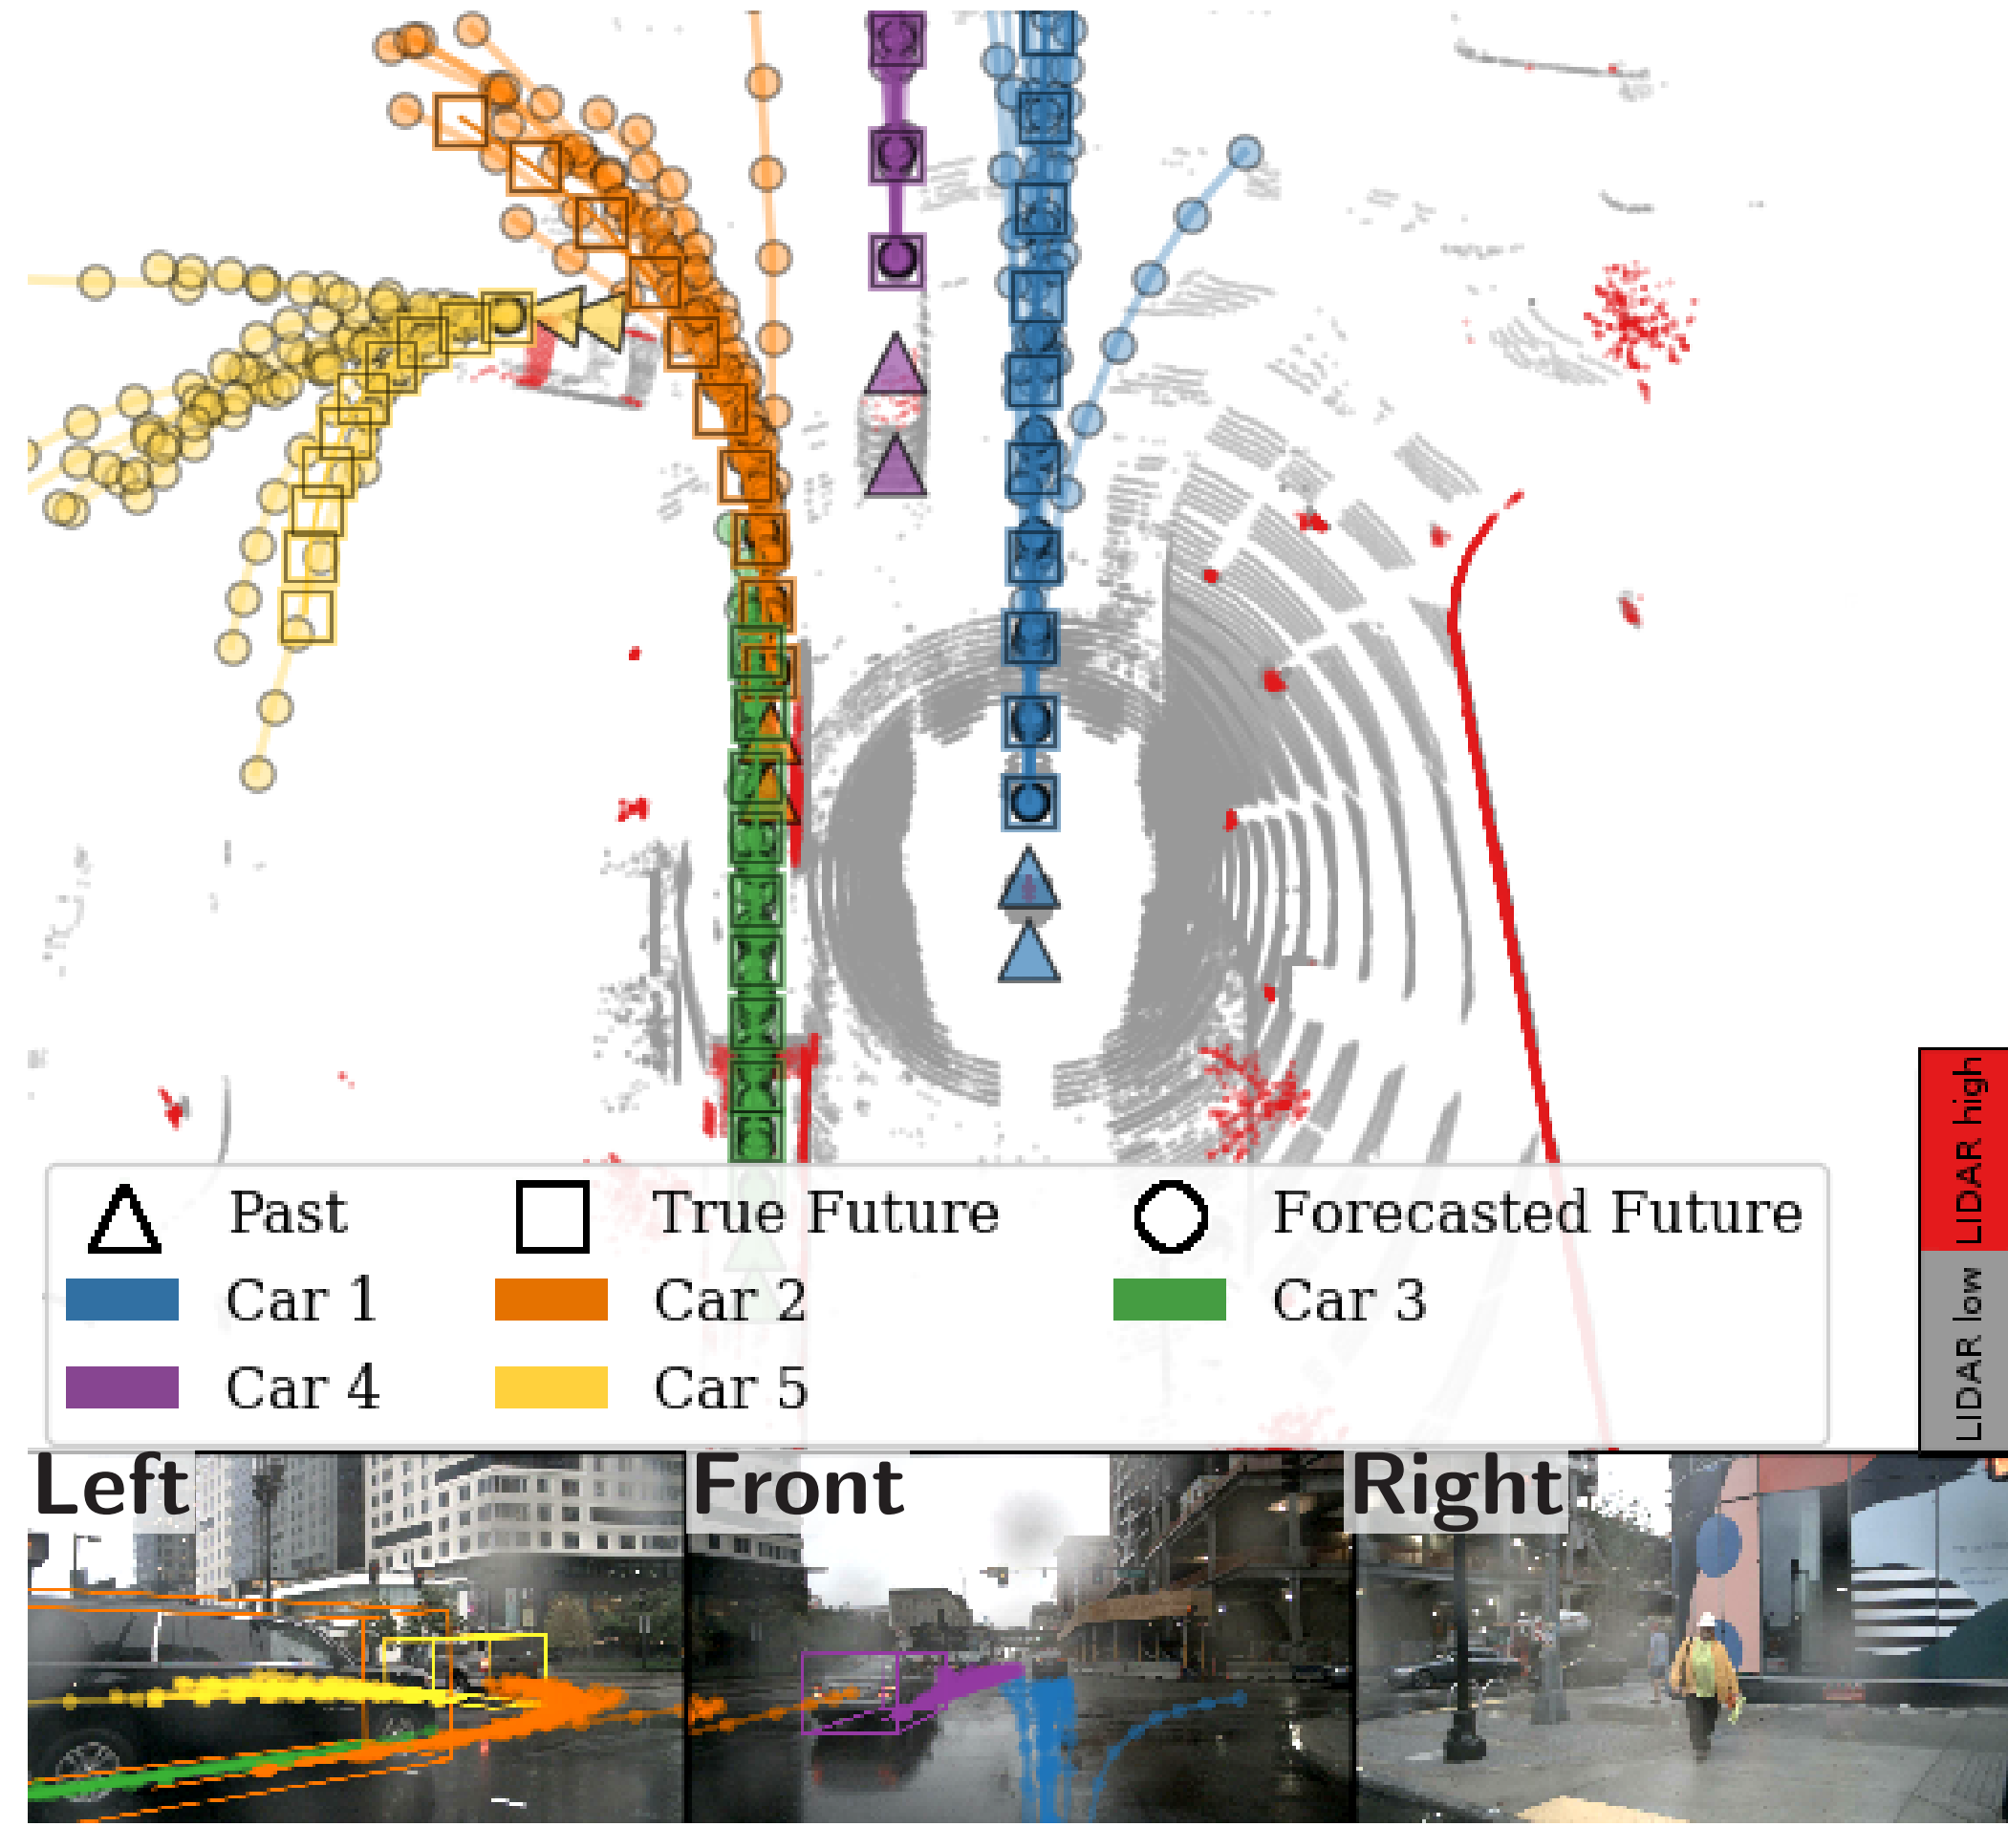 LIDAR high
LIDAR low
Past
True Future
Forecasted Future
Car 1
Car 2
Car 3
Car 4
Car 5
Left
Front
Right